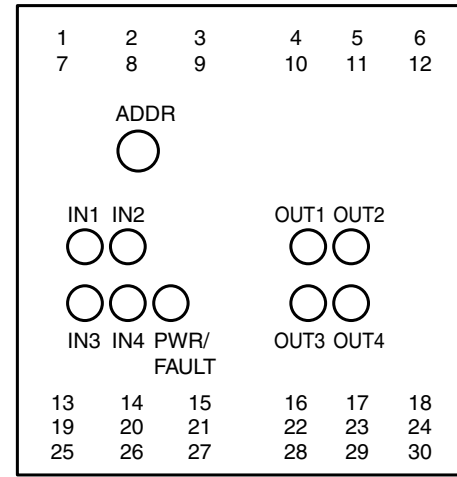 1 2 3 4 5 6
7 8 9 10 11 12
ADDR
IN1 IN2 OUT1 OUT2
IN3 IN4 PWR/ OUT3 OUT4
FAULT
13 14 15 16 17 18
19 20 21 22 23 24
25 26 27 28 29 30